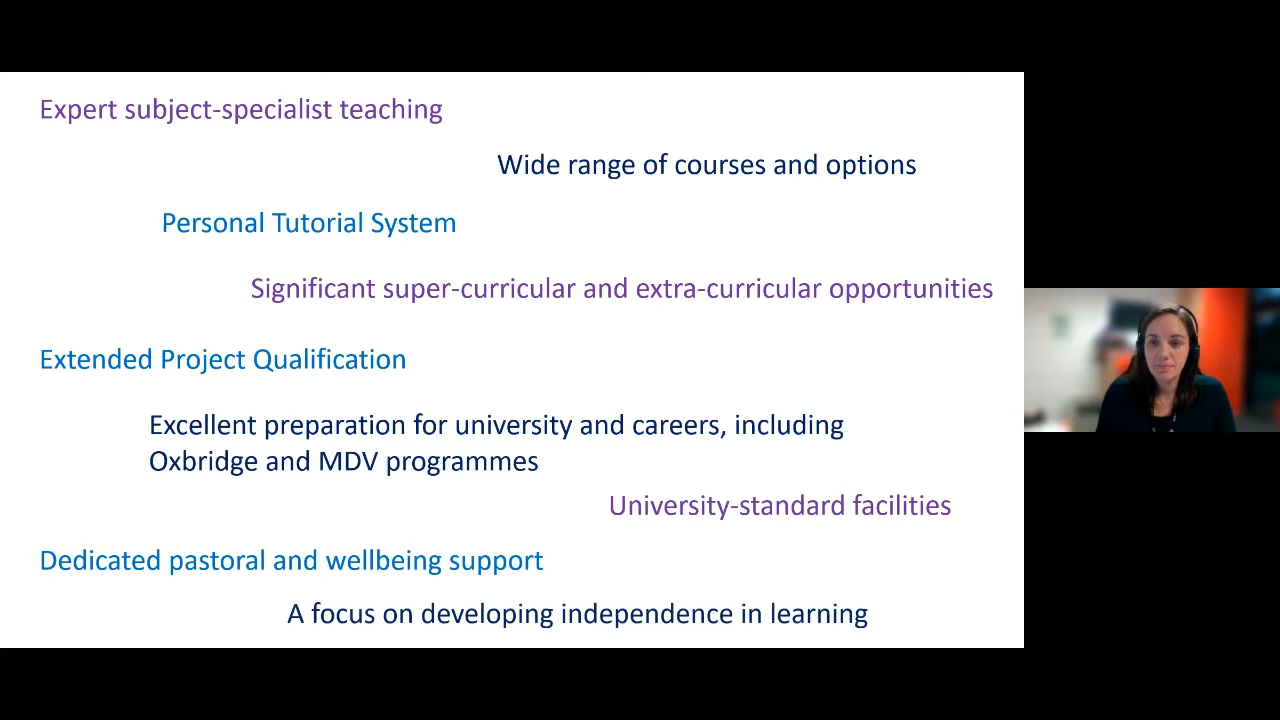 Expert subject-specialist teaching
Wide range of courses and options
Personal Tutorial System
Significant super-curricular and extra-curricular opportunities
Extended Project Qualification
Excellent preparation for university and careers, including
Oxbridge and MDV programmes
University-standard facilities
Dedicated pastoral and wellbeing support
A focus on developing independence in learning